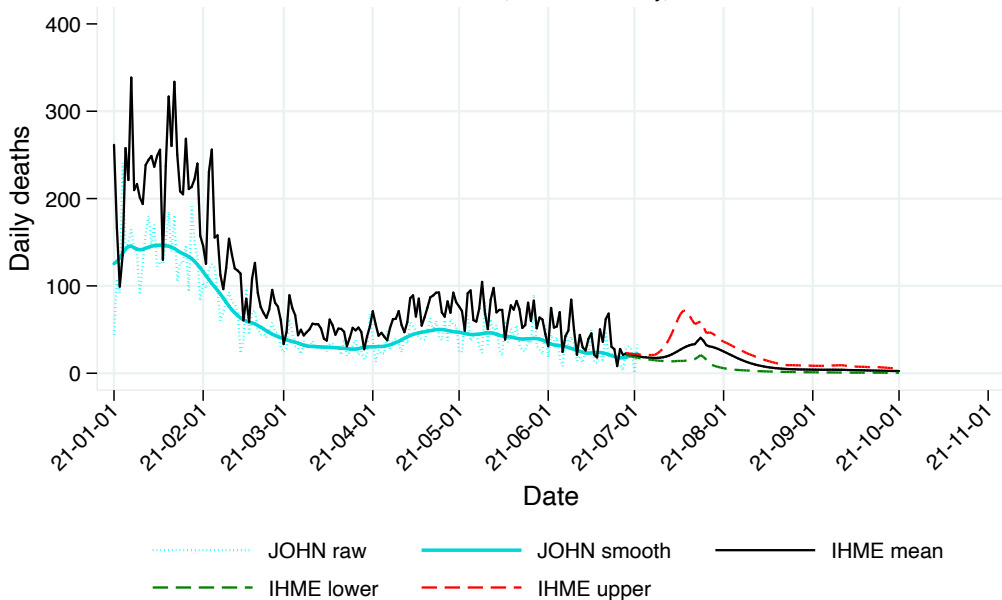 400
300
200
100
0
Daily deaths
21-01-01
21-02-01
21-03-01
21-04-01
21-05-01
21-06-01
21-07-01
21-08-01
21-09-01
21-10-01
21-11-01
Date
JOHN raw
JOHN smooth
IHME mean
IHME lower
IHME upper